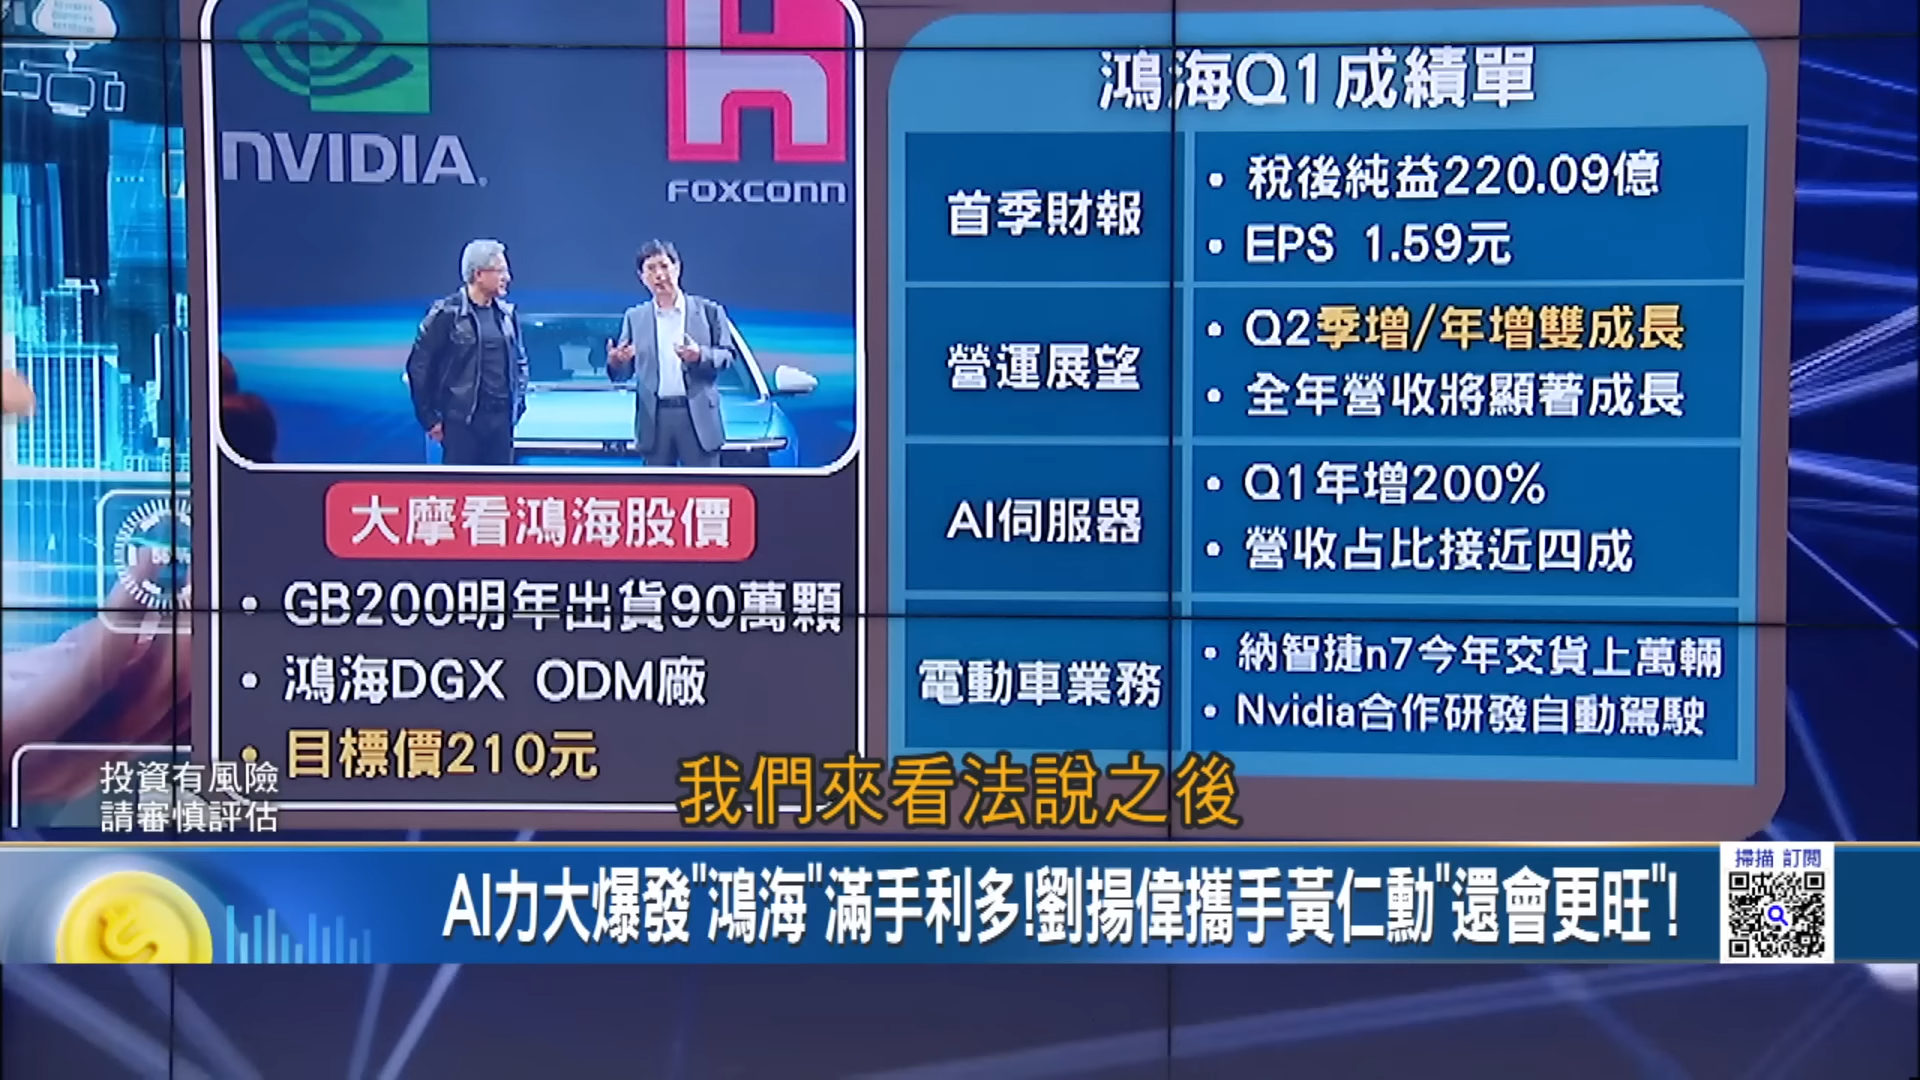 NVIDIA.
FOXCONN
大摩看鴻海股價
• GB200明年出貨90萬顆
• 鴻海DGX ODM廠
• 目標價210元
鴻海Q1成績單
首季財報
• 稅後純益220.09億
• EPS 1.59元
營運展望
• Q2季增/年增雙成長
• 全年營收將顯著成長
AI伺服器
• Q1年增200%
• 營收占比接近四成
電動車業務
• 納智捷n7今年交貨上萬輛
• Nvidia合作研發自動駕駛
投資有風險
請審慎評估
我們來看法說之後
AI力大爆發"鴻海"滿手利多!劉揚偉攜手黃仁勳"還會更旺"!
掃描 訂閱